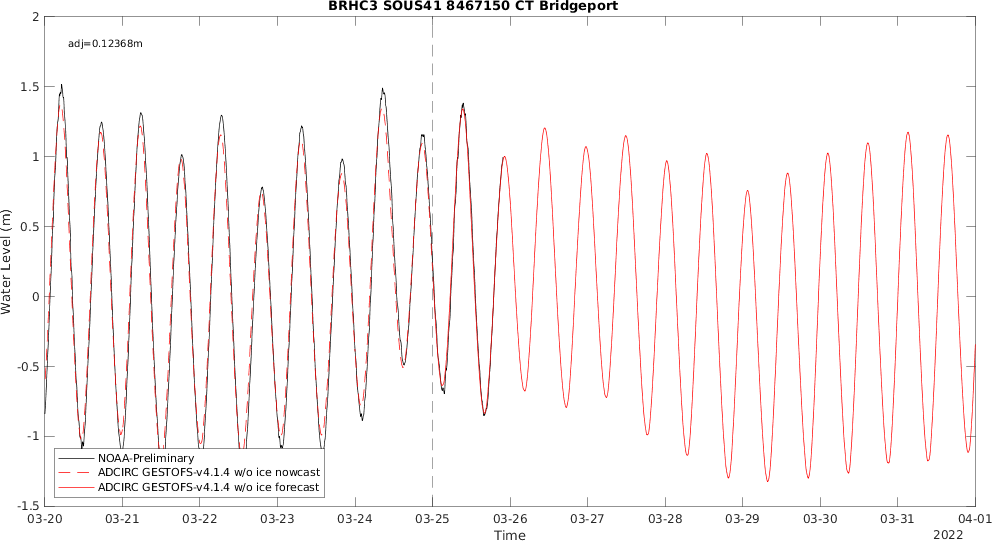 BRHC3 SOUS41 8467150 CT Bridgeport
adj=0.12368m
Water Level (m)
2
1.5
1
0.5
0
-0.5
-1
-1.5
NOAA-Preliminary
ADCIRC GESTOFS-v4.1.4 w/o ice nowcast
ADCIRC GESTOFS-v4.1.4 w/o ice forecast
03-20 03-21 03-22 03-23 03-24 03-25 03-26 03-27 03-28 03-29 03-30 03-31 04-01
Time
2022